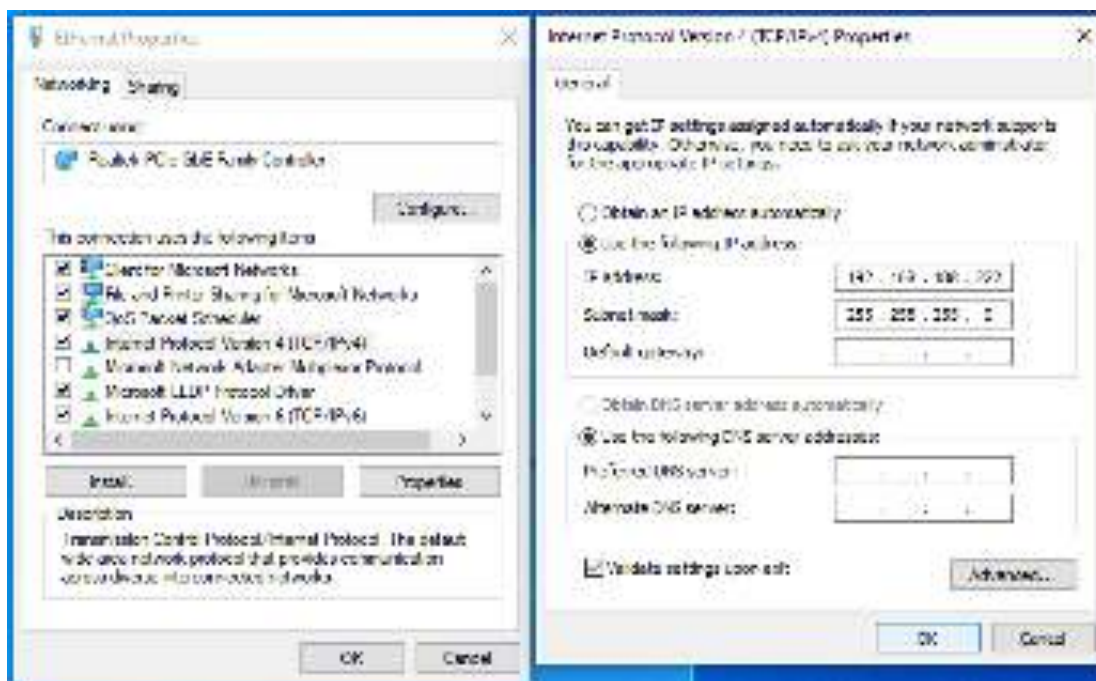 Ethernet Properties
Networking
Sharing
Connect using:
Realtek PCIe GbE Family Controller
Configure...
This connection uses the following items:
Client for Microsoft Networks
File and Printer Sharing for Microsoft Networks
QoS Packet Scheduler
Internet Protocol Version 4 (TCP/IPv4)
Microsoft Network Adapter Multiplexor Protocol
Microsoft LLDP Protocol Driver
Internet Protocol Version 6 (TCP/IPv6)
Install...
Uninstall
Properties
Description
Transmission Control Protocol/Internet Protocol. The default
wide area network protocol that provides communication
across diverse interconnected networks.
OK
Cancel
Internet Protocol Version 4 (TCP/IPv4) Properties
General
You can get IP settings assigned automatically if your network supports
this capability. Otherwise, you need to ask your network administrator
for the appropriate IP settings.
Obtain an IP address automatically
Use the following IP address:
IP address:
Subnet mask:
255 . 255 . 255 . 0
Default gateway:
Obtain DNS server address automatically
Use the following DNS server addresses:
Preferred DNS server:
Alternate DNS server:
Validate settings upon exit
Advanced...
OK
Cancel